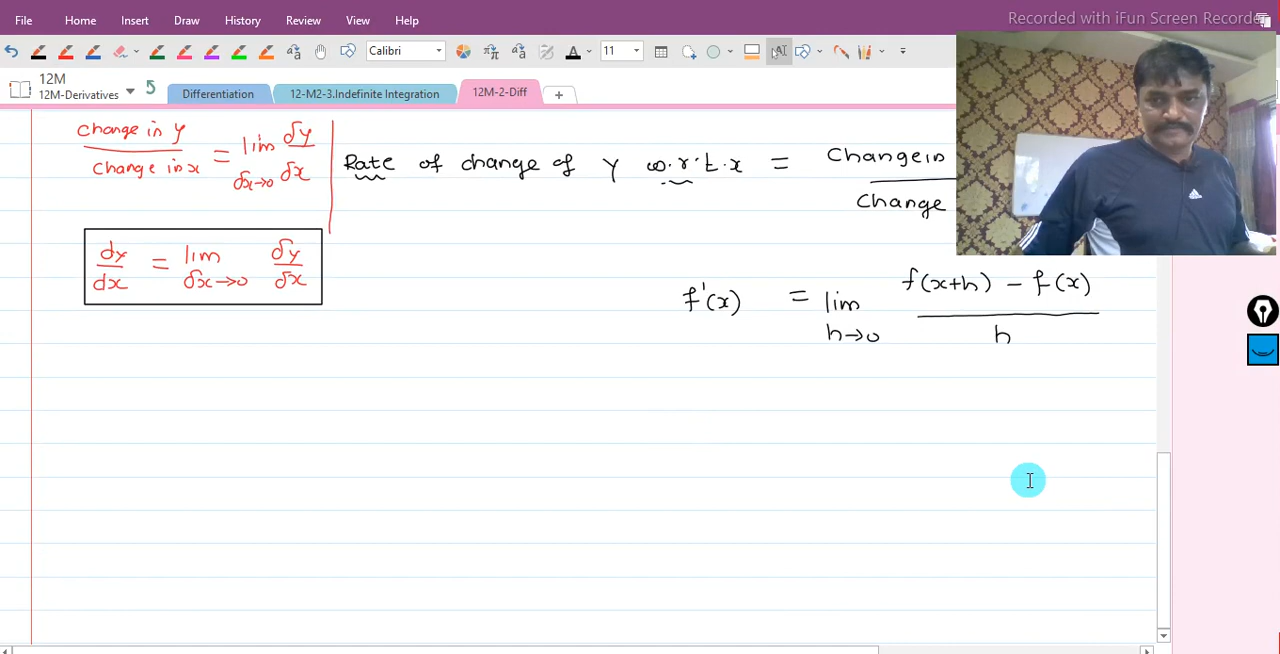 Recorded with iFun Screen Recorder
File Home Insert Draw History Review View Help
Calibri 11
12M
12M-Derivatives
Differentiation 12-M2-3.Indefinite Integration 12M-2-Diff +
change in y / change in x = lim δx→0 δy/δx
Rate of change of y w.r.t.x = Change in / Change
dy/dx = lim δx→0 δy/δx
f'(x) = lim h→0 f(x+h) - f(x) / h